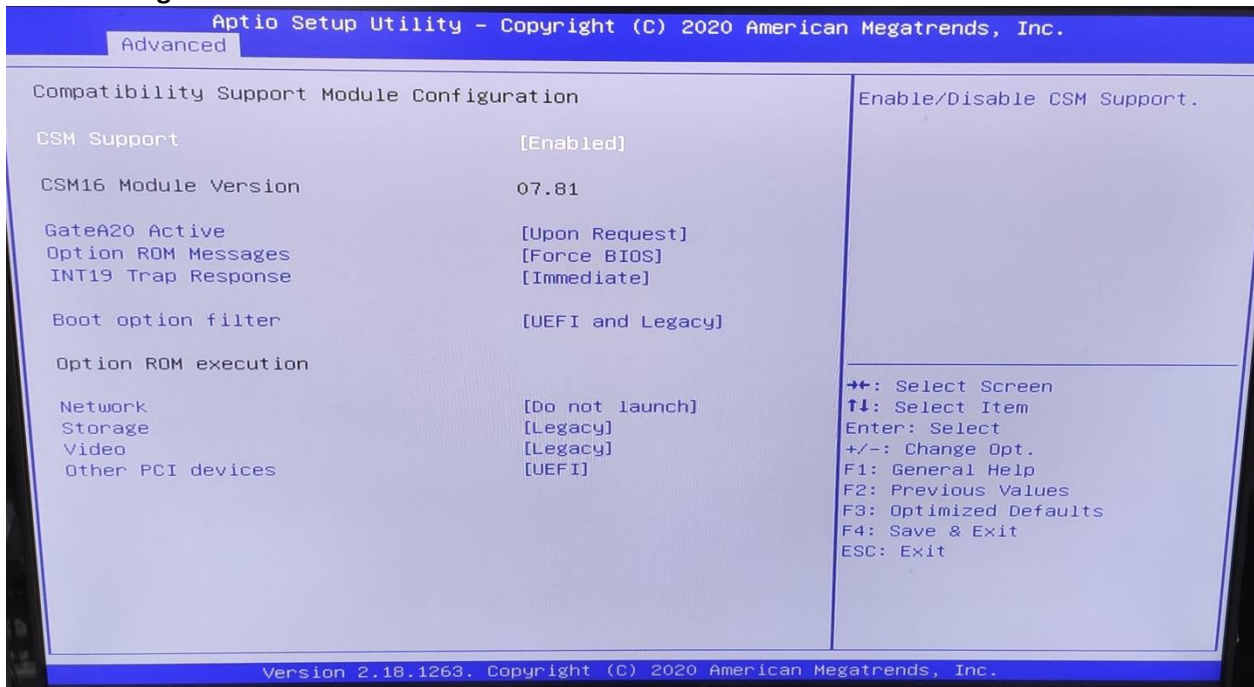 Aptio Setup Utility – Copyright (C) 2020 American Megatrends, Inc.
Advanced
Compatibility Support Module Configuration
CSM Support [Enabled]
CSM16 Module Version 07.81
GateA20 Active [Upon Request]
Option ROM Messages [Force BIOS]
INT19 Trap Response [Immediate]
Boot option filter [UEFI and Legacy]
Option ROM execution
Network [Do not launch]
Storage [Legacy]
Video [Legacy]
Other PCI devices [UEFI]
Enable/Disable CSM Support.
→←: Select Screen
↑↓: Select Item
Enter: Select
+/-: Change Opt.
F1: General Help
F2: Previous Values
F3: Optimized Defaults
F4: Save & Exit
ESC: Exit
Version 2.18.1263. Copyright (C) 2020 American Megatrends, Inc.